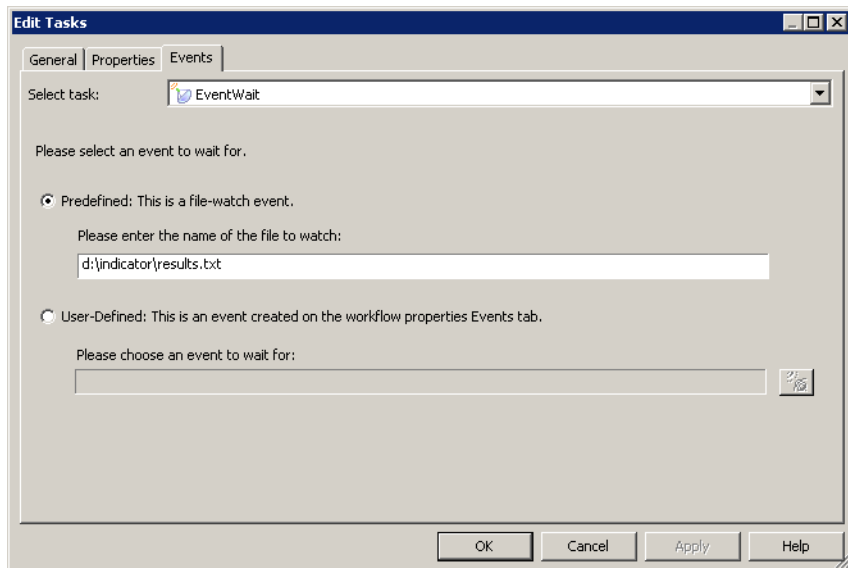 Edit Tasks
General Properties Events
Select task: EventWait
Please select an event to wait for.
Predefined: This is a file-watch event.
Please enter the name of the file to watch:
d:\indicator\results.txt
User-Defined: This is an event created on the workflow properties Events tab.
Please choose an event to wait for:
OK Cancel Apply Help